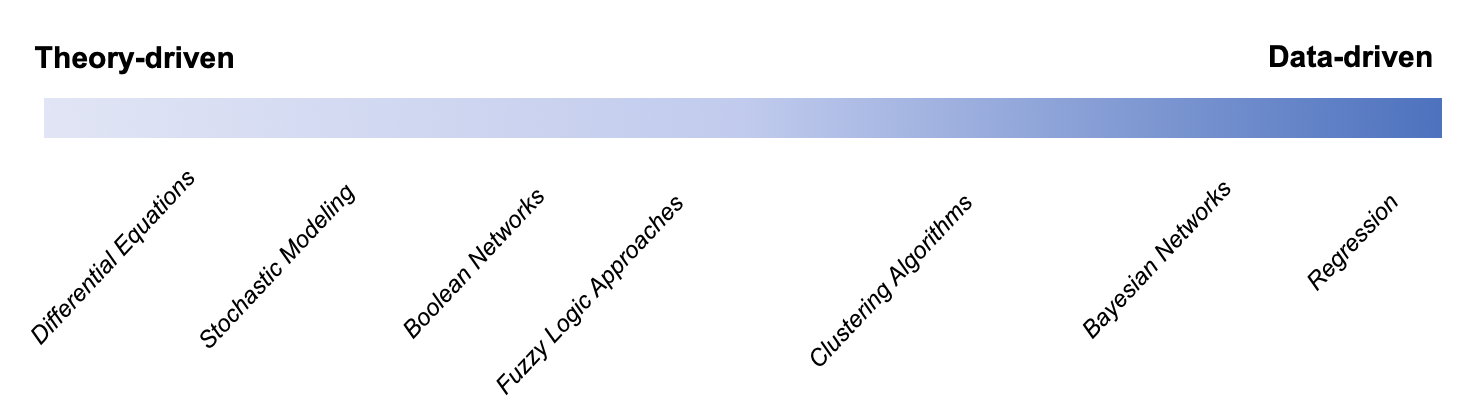 Theory-driven
Data-driven
Differential Equations
Stochastic Modeling
Boolean Networks
Fuzzy Logic Approaches
Clustering Algorithms
Bayesian Networks
Regression